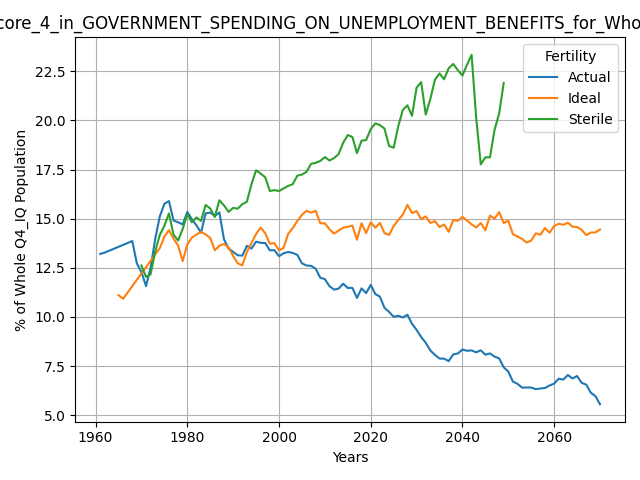 core_4_in_GOVERNMENT_SPENDING_ON_UNEMPLOYMENT_BENEFITS_for_Who
Fertility
Actual
Ideal
Sterile
% of Whole Q4_IQ Population
22.5
20.0
17.5
15.0
12.5
10.0
7.5
5.0
1960
1980
2000
2020
2040
2060
Years